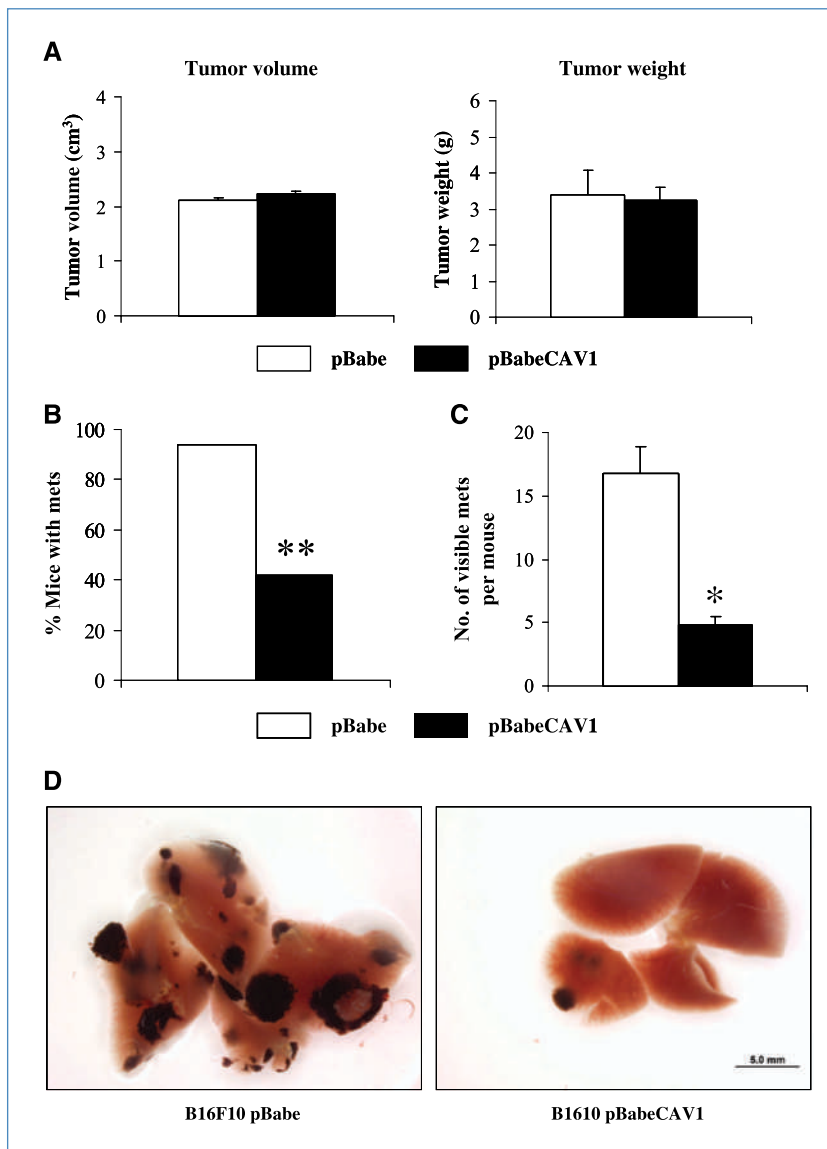 A
Tumor volume
Tumor weight
Tumor volume (cm³)
4
3
2
1
0
Tumor weight (g)
6
5
4
3
2
1
0
pBabe
pBabeCAV1
B
% Mice with mets
100
80
60
40
20
0
**
C
No. of visible mets
per mouse
20
15
10
5
0
*
pBabe
pBabeCAV1
D
5.0 mm
B16F10 pBabe
B1610 pBabeCAV1